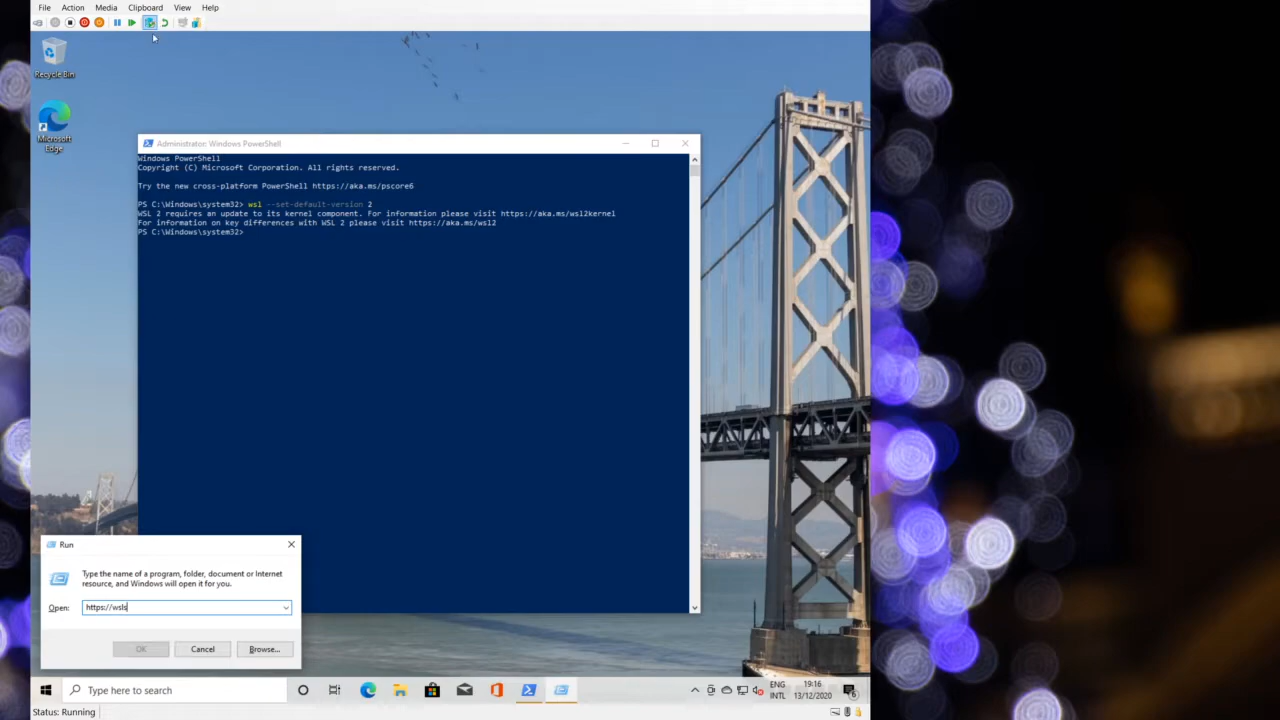 File Action Media Clipboard View Help
Recycle Bin
Microsoft
Edge
Administrator: Windows PowerShell
Windows PowerShell
Copyright (C) Microsoft Corporation. All rights reserved.
Try the new cross-platform PowerShell https://aka.ms/pscore6
PS C:\Windows\system32> wsl --set-default-version 2
WSL 2 requires an update to its kernel component. For information please visit https://aka.ms/wsl2kernel
For information on key differences with WSL 2 please visit https://aka.ms/wsl2
PS C:\Windows\system32>
Run
Type the name of a program, folder, document or Internet
resource, and Windows will open it for you.
Open: https://wsls
OK Cancel Browse...
Type here to search
ENG
INTL
19:16
13/12/2020
6
Status: Running